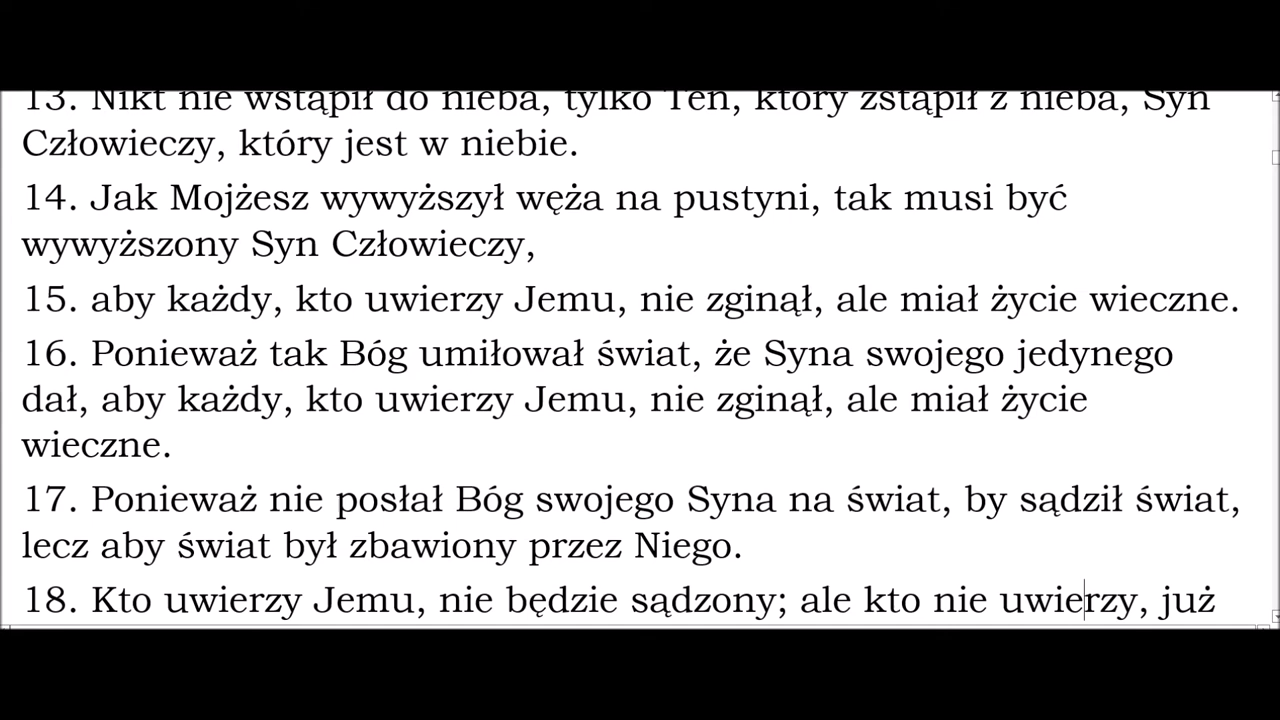 13. Nikt nie wstąpił do nieba, tylko Ten, który zstąpił z nieba, Syn
Człowieczy, który jest w niebie.
14. Jak Mojżesz wywyższył węża na pustyni, tak musi być
wywyższony Syn Człowieczy,
15. aby każdy, kto uwierzy Jemu, nie zginął, ale miał życie wieczne.
16. Ponieważ tak Bóg umiłował świat, że Syna swojego jedynego
dał, aby każdy, kto uwierzy Jemu, nie zginął, ale miał życie
wieczne.
17. Ponieważ nie posłał Bóg swojego Syna na świat, by sądził świat,
lecz aby świat był zbawiony przez Niego.
18. Kto uwierzy Jemu, nie będzie sądzony; ale kto nie uwierzy, już